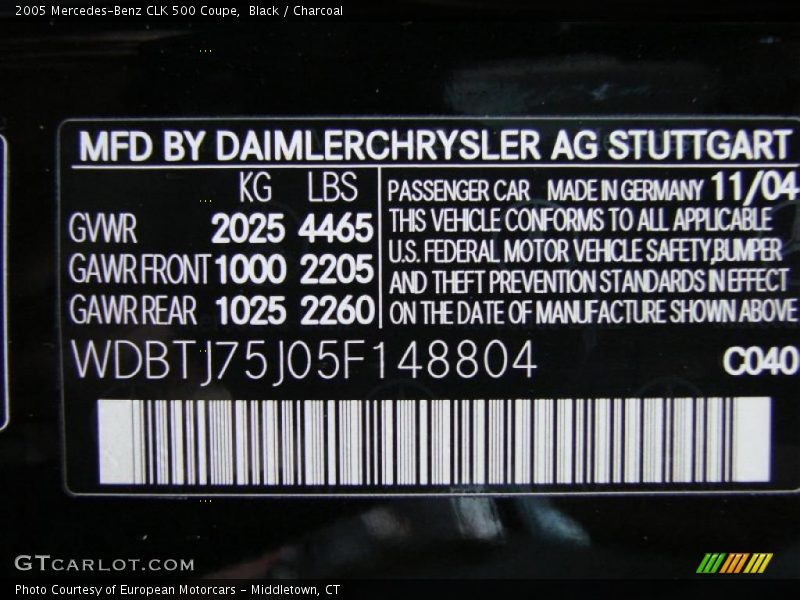 2005 Mercedes-Benz CLK 500 Coupe,  Black / Charcoal
MFD BY DAIMLERCHRYSLER AG STUTTGART
KG LBS
GVWR 2025 4465
GAWR FRONT 1000 2205
GAWR REAR 1025 2260
PASSENGER CAR MADE IN GERMANY 11/04
THIS VEHICLE CONFORMS TO ALL APPLICABLE
U.S. FEDERAL MOTOR VEHICLE SAFETY,BUMPER
AND THEFT PREVENTION STANDARDS IN EFFECT
ON THE DATE OF MANUFACTURE SHOWN ABOVE
WDBTJ75J05F148804 C040
GTCARLOT.COM
Photo Courtesy of European Motorcars - Middletown, CT